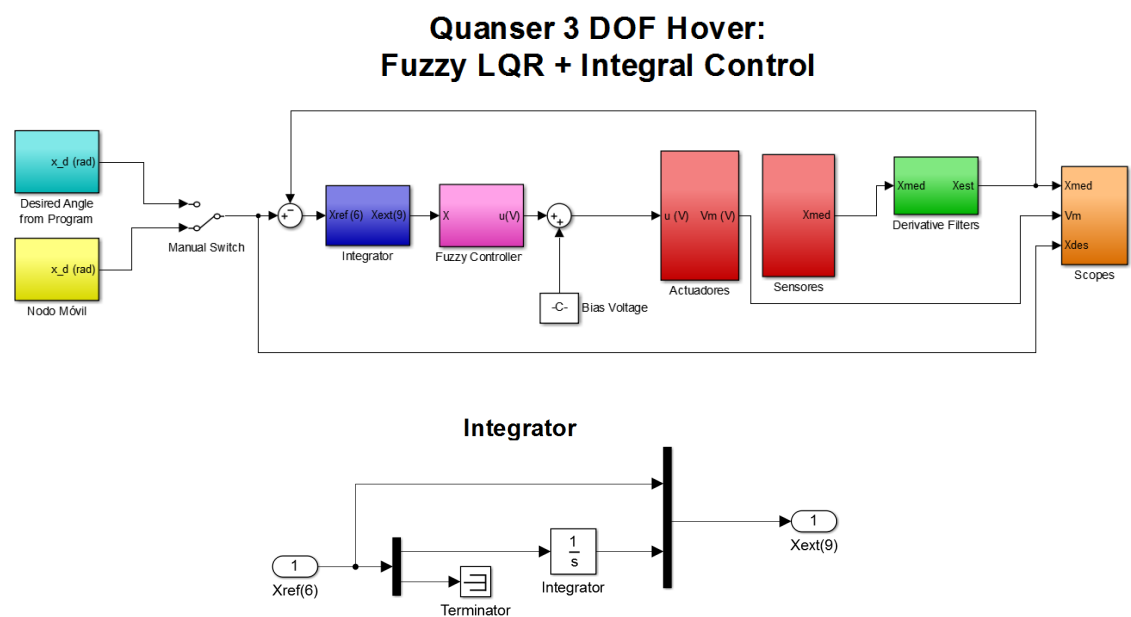 Quanser 3 DOF Hover:
Fuzzy LQR + Integral Control
x_d (rad)
Desired Angle
from Program
x_d (rad)
Nodo Móvil
Manual Switch
Xref (6) Xext(9)
Integrator
X u(V)
Fuzzy Controller
-C-
Bias Voltage
u (V) Vm (V)
Actuadores
Xmed
Sensores
Xmed Xest
Derivative Filters
Xmed
Vm
Xdes
Scopes
Integrator
1
Xref(6)
Terminator
1
s
Integrator
1
Xext(9)